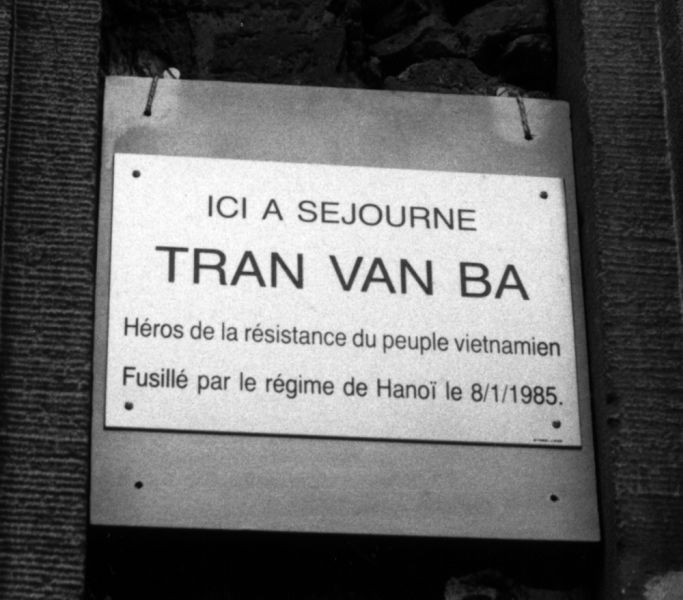 ICI A SEJOURNE
TRAN VAN BA
Héros de la résistance du peuple vietnamien
Fusillé par le régime de Hanoï le 8/1/1985.